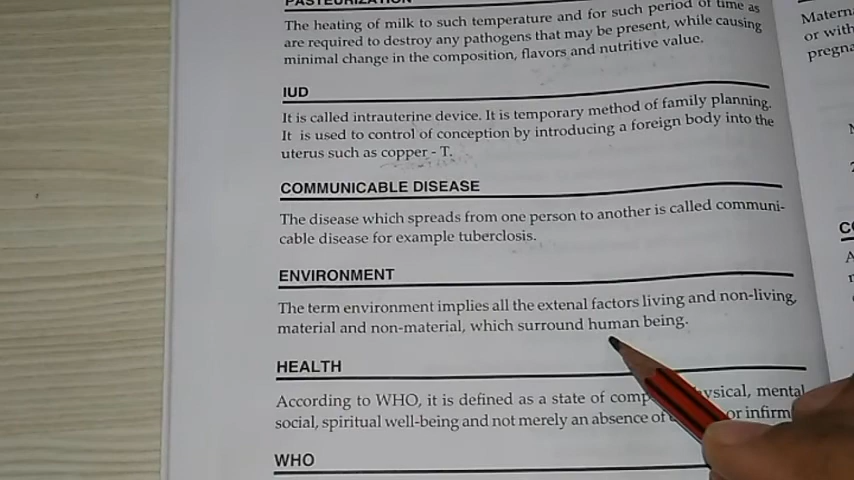 PASTEURIZATION
The heating of milk to such temperature and for such period of time as
are required to destroy any pathogens that may be present, while causing
minimal change in the composition, flavors and nutritive value.
IUD
It is called intrauterine device. It is temporary method of family planning.
It is used to control of conception by introducing a foreign body into the
uterus such as copper - T.
COMMUNICABLE DISEASE
The disease which spreads from one person to another is called communi-
cable disease for example tuberclosis.
ENVIRONMENT
The term environment implies all the extenal factors living and non-living,
material and non-material, which surround human being.
HEALTH
According to WHO, it is defined as a state of mental
social, spiritual well-being and not merely an absence of or
WHO
or with